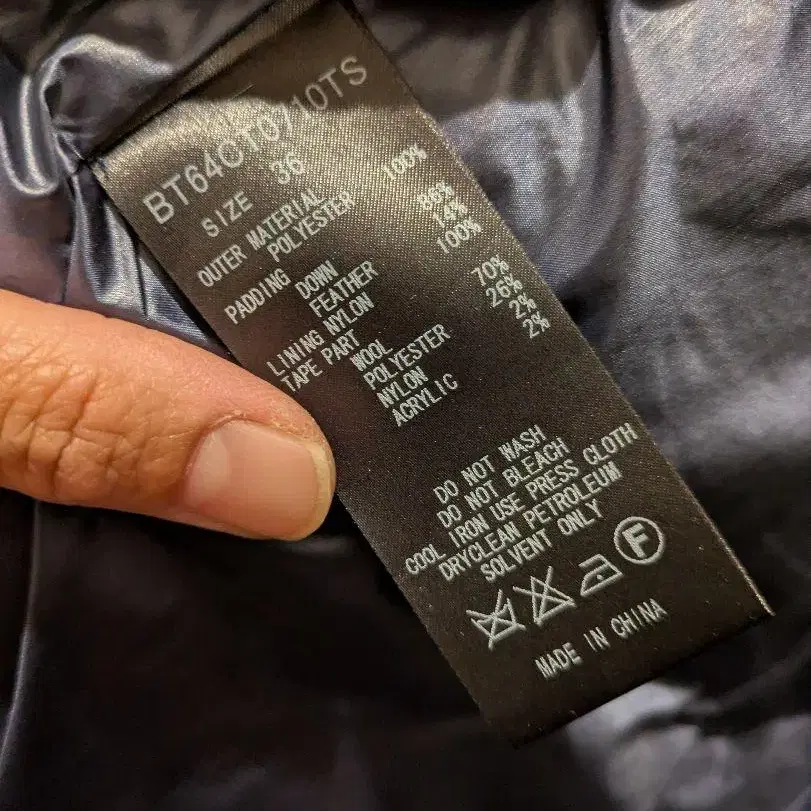 BT64CT0710TS
SIZE 36
OUTER MATERIAL
POLYESTER 100%
PADDING
DOWN 86%
FEATHER 14%
LINING NYLON 100%
TAPE PART
WOOL 70%
POLYESTER 26%
NYLON 2%
ACRYLIC 2%
DO NOT WASH
DO NOT BLEACH
COOL IRON USE PRESS CLOTH
DRYCLEAN PETROLEUM
SOLVENT ONLY
F
MADE IN CHINA